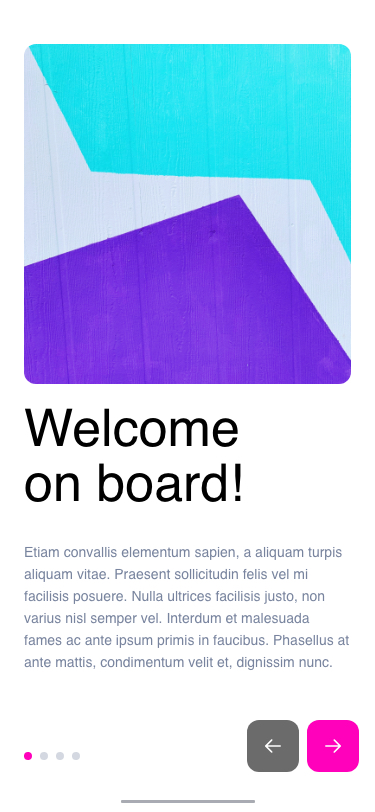 Welcome
on board!
Etiam convallis elementum sapien, a aliquam turpis
aliquam vitae. Praesent sollicitudin felis vel mi
facilisis posuere. Nulla ultrices facilisis justo, non
varius nisl semper vel. Interdum et malesuada
fames ac ante ipsum primis in faucibus. Phasellus at
ante mattis, condimentum velit et, dignissim nunc.